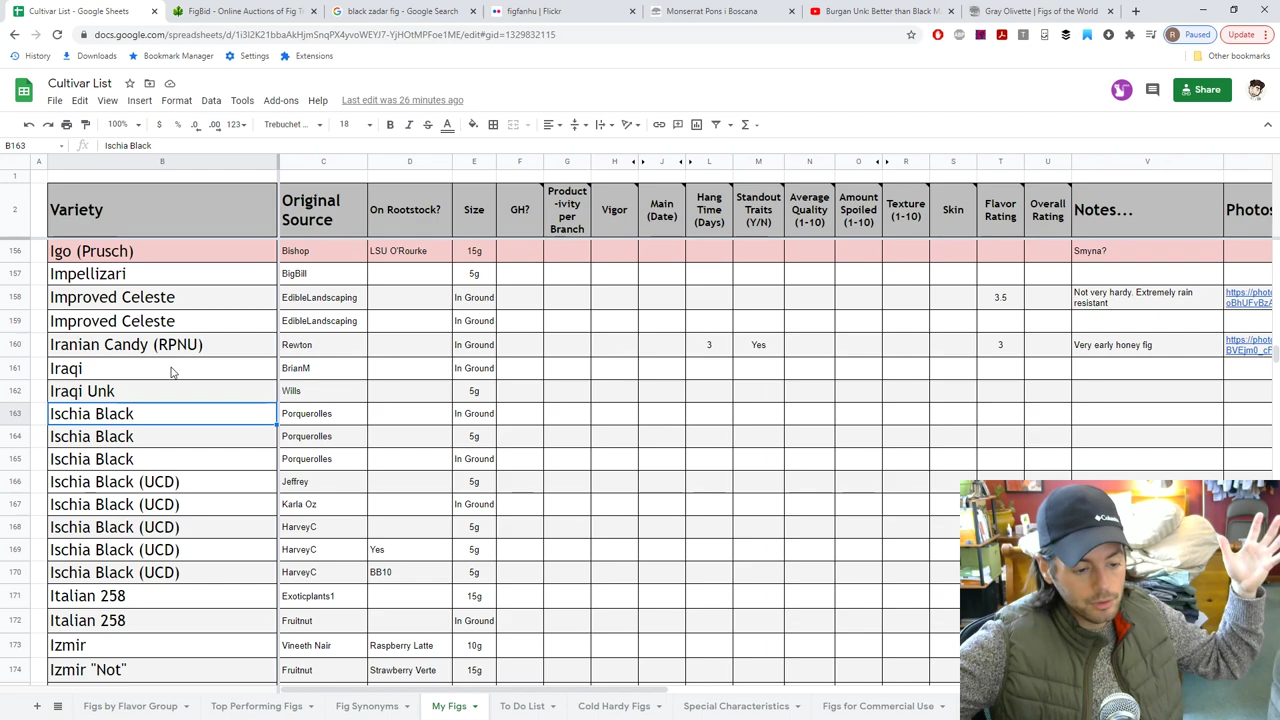 Cultivar List - Google Sheets
FigBid - Online Auctions of Fig T
black zadar fig - Google Search
figfanhu | Flickr
Monserrat Pons i Boscana
Burgan Unk: Better than Black M
Gray Olivette | Figs of the World
docs.google.com/spreadsheets/d/1i3I2K21bbaAkHjmSnqPX4yvoWEYJ7-YjHOtMPFoe1ME/edit#gid=1329832115
Paused
Update
History
Downloads
Bookmark Manager
Settings
Extensions
Other bookmarks
Cultivar List
File Edit View Insert Format Data Tools Add-ons Help Last edit was 26 minutes ago
Share
100% $ % .0 .00 123 Trebuchet ... 18 B I S A
B163 fx Ischia Black
A B C D E F G H J L M N O R S T U V
1
2 Variety Original Source On Rootstock? Size GH? Product-ivity per Branch Vigor Main (Date) Hang Time (Days) Standout Traits (Y/N) Average Quality (1-10) Amount Spoiled (1-10) Texture (1-10) Skin Flavor Rating Overall Rating Notes... Photos
156 Igo (Prusch) Bishop LSU O'Rourke 15g Smyna?
157 Impellizari BigBill 5g
158 Improved Celeste EdibleLandscaping In Ground 3.5 Not very hardy. Extremely rain resistant https://photo oBhUFvBzA
159 Improved Celeste EdibleLandscaping In Ground
160 Iranian Candy (RPNU) Rewton In Ground 3 Yes 3 Very early honey fig https://photo BVEjm0_cF
161 Iraqi BrianM In Ground
162 Iraqi Unk Wills 5g
163 Ischia Black Porquerolles In Ground
164 Ischia Black Porquerolles 5g
165 Ischia Black Porquerolles In Ground
166 Ischia Black (UCD) Jeffrey 5g
167 Ischia Black (UCD) Karla Oz In Ground
168 Ischia Black (UCD) HarveyC 5g
169 Ischia Black (UCD) HarveyC Yes 5g
170 Ischia Black (UCD) HarveyC BB10 5g
171 Italian 258 Exoticplants1 15g
172 Italian 258 Fruitnut In Ground
173 Izmir Vineeth Nair Raspberry Latte 10g
174 Izmir "Not" Fruitnut Strawberry Verte 15g
Columbia
Figs by Flavor Group
Top Performing Figs
Fig Synonyms
My Figs
To Do List
Cold Hardy Figs
Special Characteristics
Figs for Commercial Use